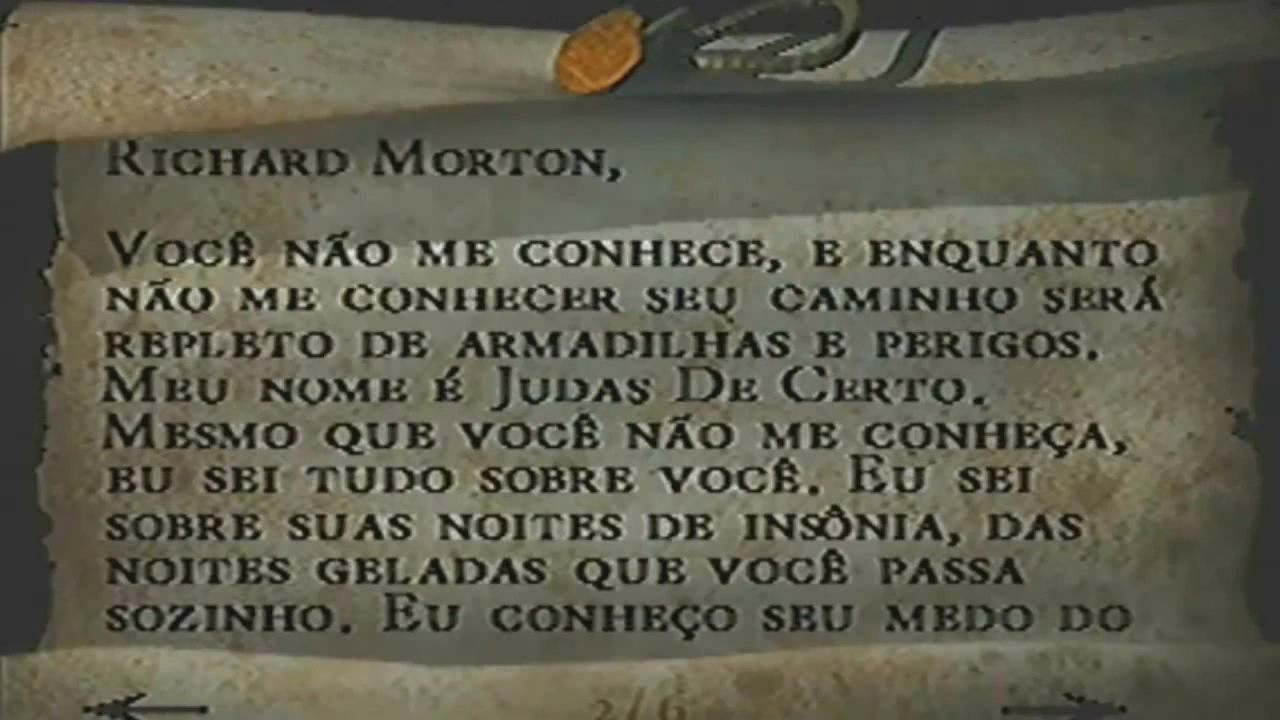 Richard Morton,
Você não me conhece, e enquanto
não me conhecer seu caminho será
repleto de armadilhas e perigos.
Meu nome é Judas De Certo.
Mesmo que você não me conheça,
eu sei tudo sobre você. Eu sei
sobre suas noites de insônia, das
noites geladas que você passa
sozinho. Eu conheço seu medo do
2/6